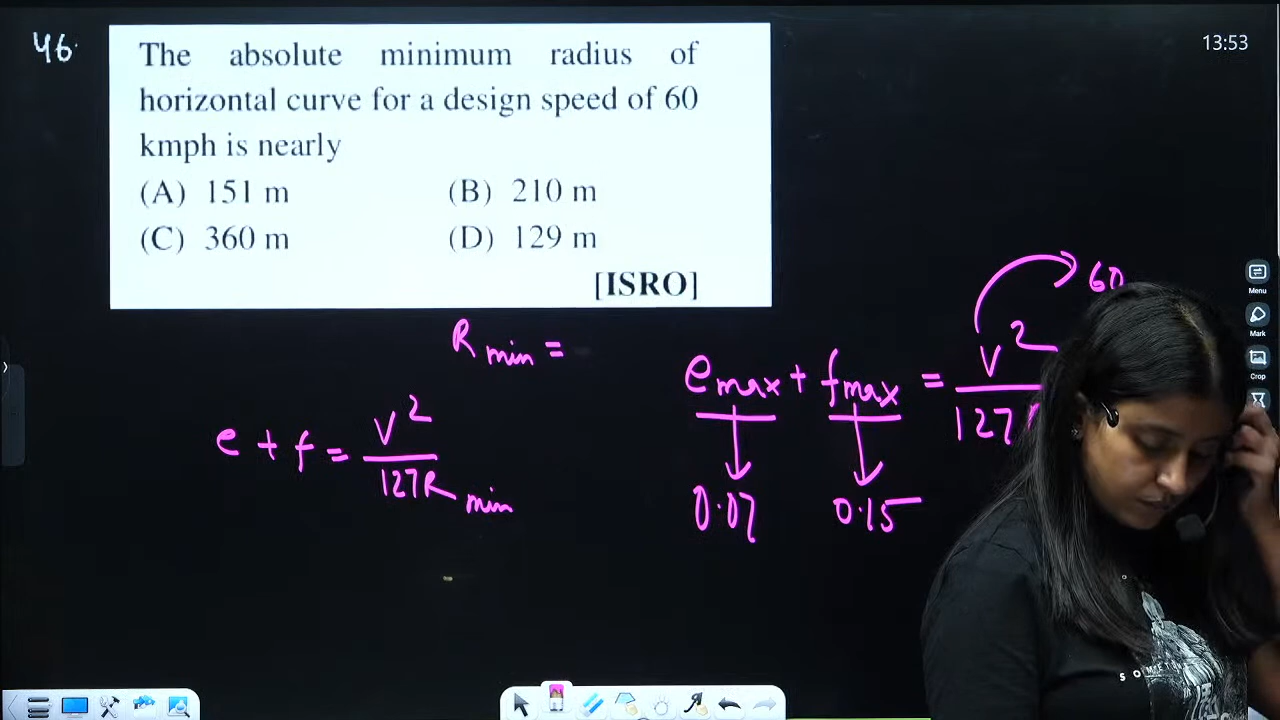 46.
13:53
The absolute minimum radius of
horizontal curve for a design speed of 60
kmph is nearly
(A) 151 m (B) 210 m
(C) 360 m (D) 129 m
[ISRO]
60
R min =
e max + f max = V²
127
e + f = V²
127R min
0.07 0.15
Menu
Mark
Crop